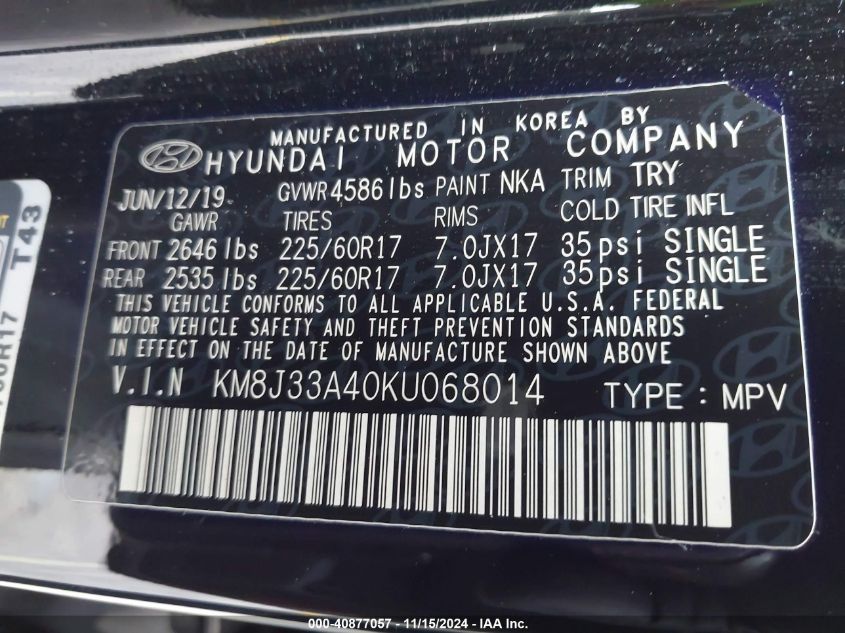 MANUFACTURED IN KOREA BY
HYUNDAI MOTOR COMPANY
JUN/12/19 GVWR 4586 lbs PAINT NKA TRIM TRY
GAWR TIRES RIMS COLD TIRE INFL
FRONT 2646 lbs 225/60R17 7.0JX17 35psi SINGLE
REAR 2535 lbs 225/60R17 7.0JX17 35psi SINGLE
THIS VEHICLE CONFORMS TO ALL APPLICABLE U.S.A. FEDERAL
MOTOR VEHICLE SAFETY AND THEFT PREVENTION STANDARDS
IN EFFECT ON THE DATE OF MANUFACTURE SHOWN ABOVE
V.I.N KM8J33A40KU068014 TYPE : MPV
T43
000-40877057 - 11/15/2024 - IAA Inc.